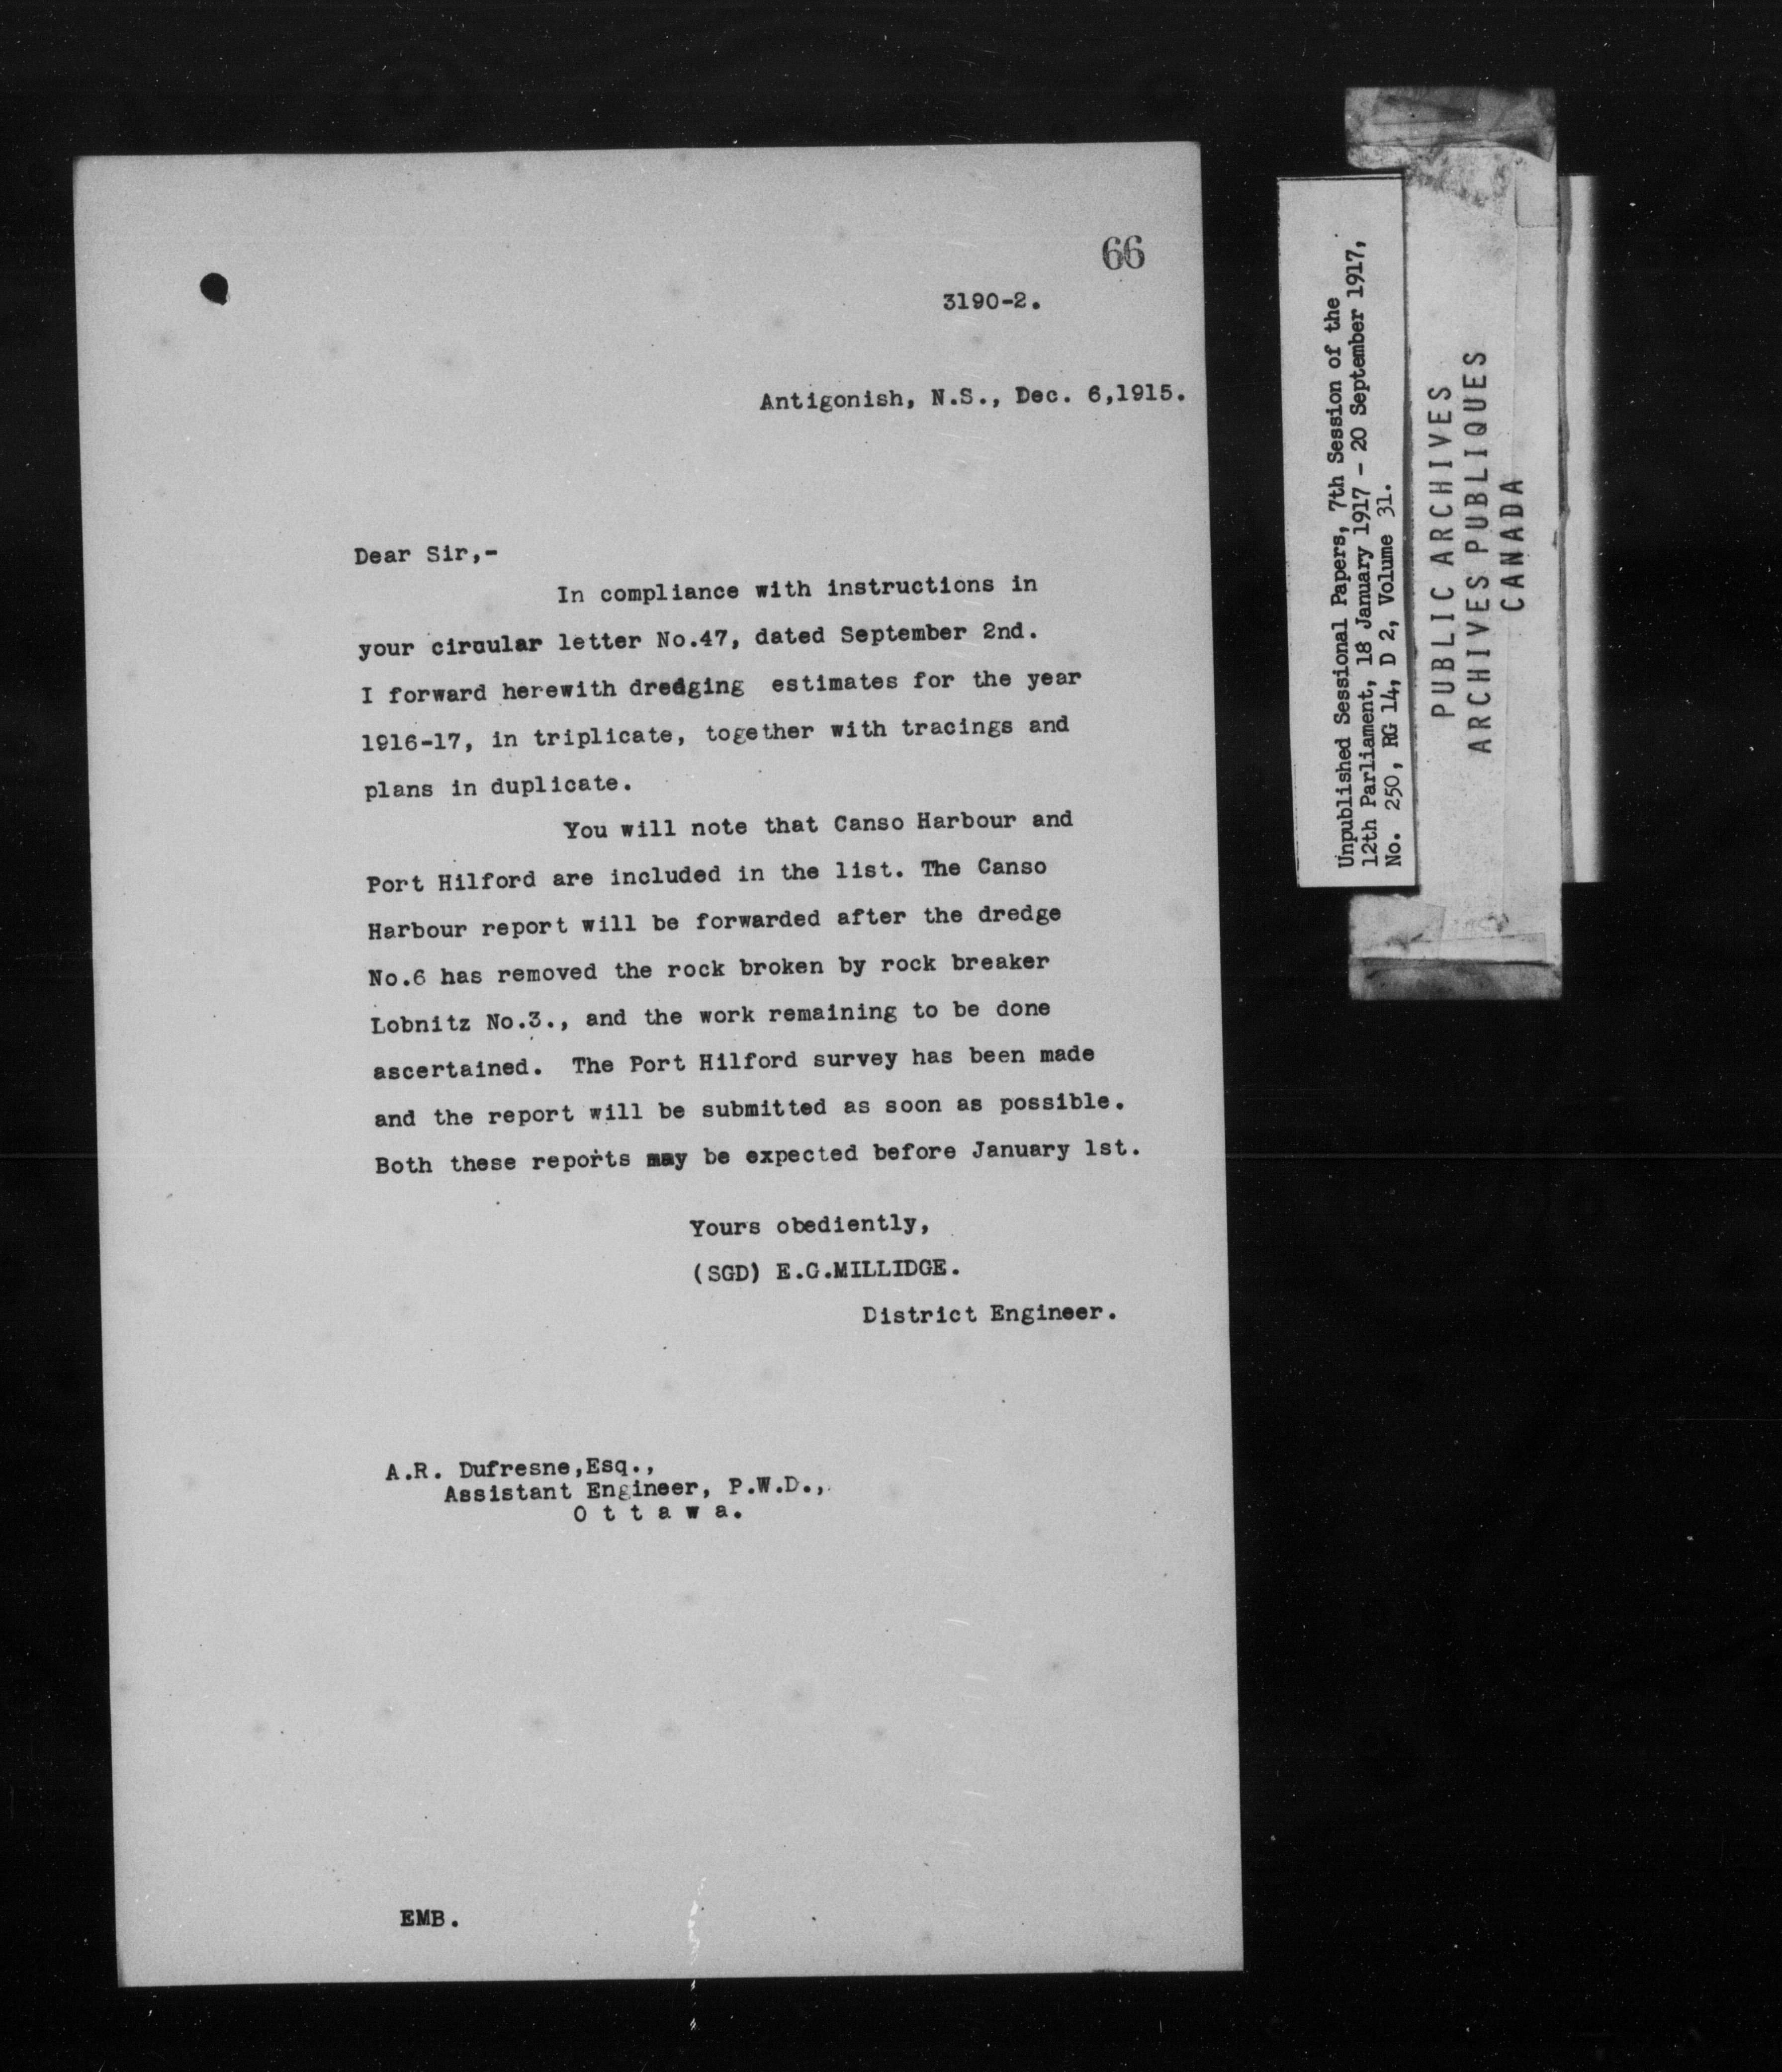 66
3190-2.
Antigonish, N.S., Dec. 6,1915.
Dear Sir,-
In compliance with instructions in
your circular letter No.47, dated September 2nd.
I forward herewith dredging estimates for the year
1916-17, in triplicate, together with tracings and
plans in duplicate.
You will note that Canso Harbour and
Port Hilford are included in the list. The Canso
Harbour report will be forwarded after the dredge
No.6 has removed the rock broken by rock breaker
Lobnitz No.3., and the work remaining to be done
ascertained. The Port Hilford survey has been made
and the report will be submitted as soon as possible.
Both these reports may be expected before January 1st.
Yours obediently,
(SGD) E.G.MILLIDGE.
District Engineer.
A.R. Dufresne,Esq.,
Assistant Engineer, P.W.D.,
O t t a w a.
EMB.
Unpublished Sessional Papers, 7th Session of the
12th Parliament, 18 January 1917 - 20 September 1917,
No. 250, RG 14, D 2, Volume 31.
PUBLIC ARCHIVES
ARCHIVES PUBLIQUES
CANADA